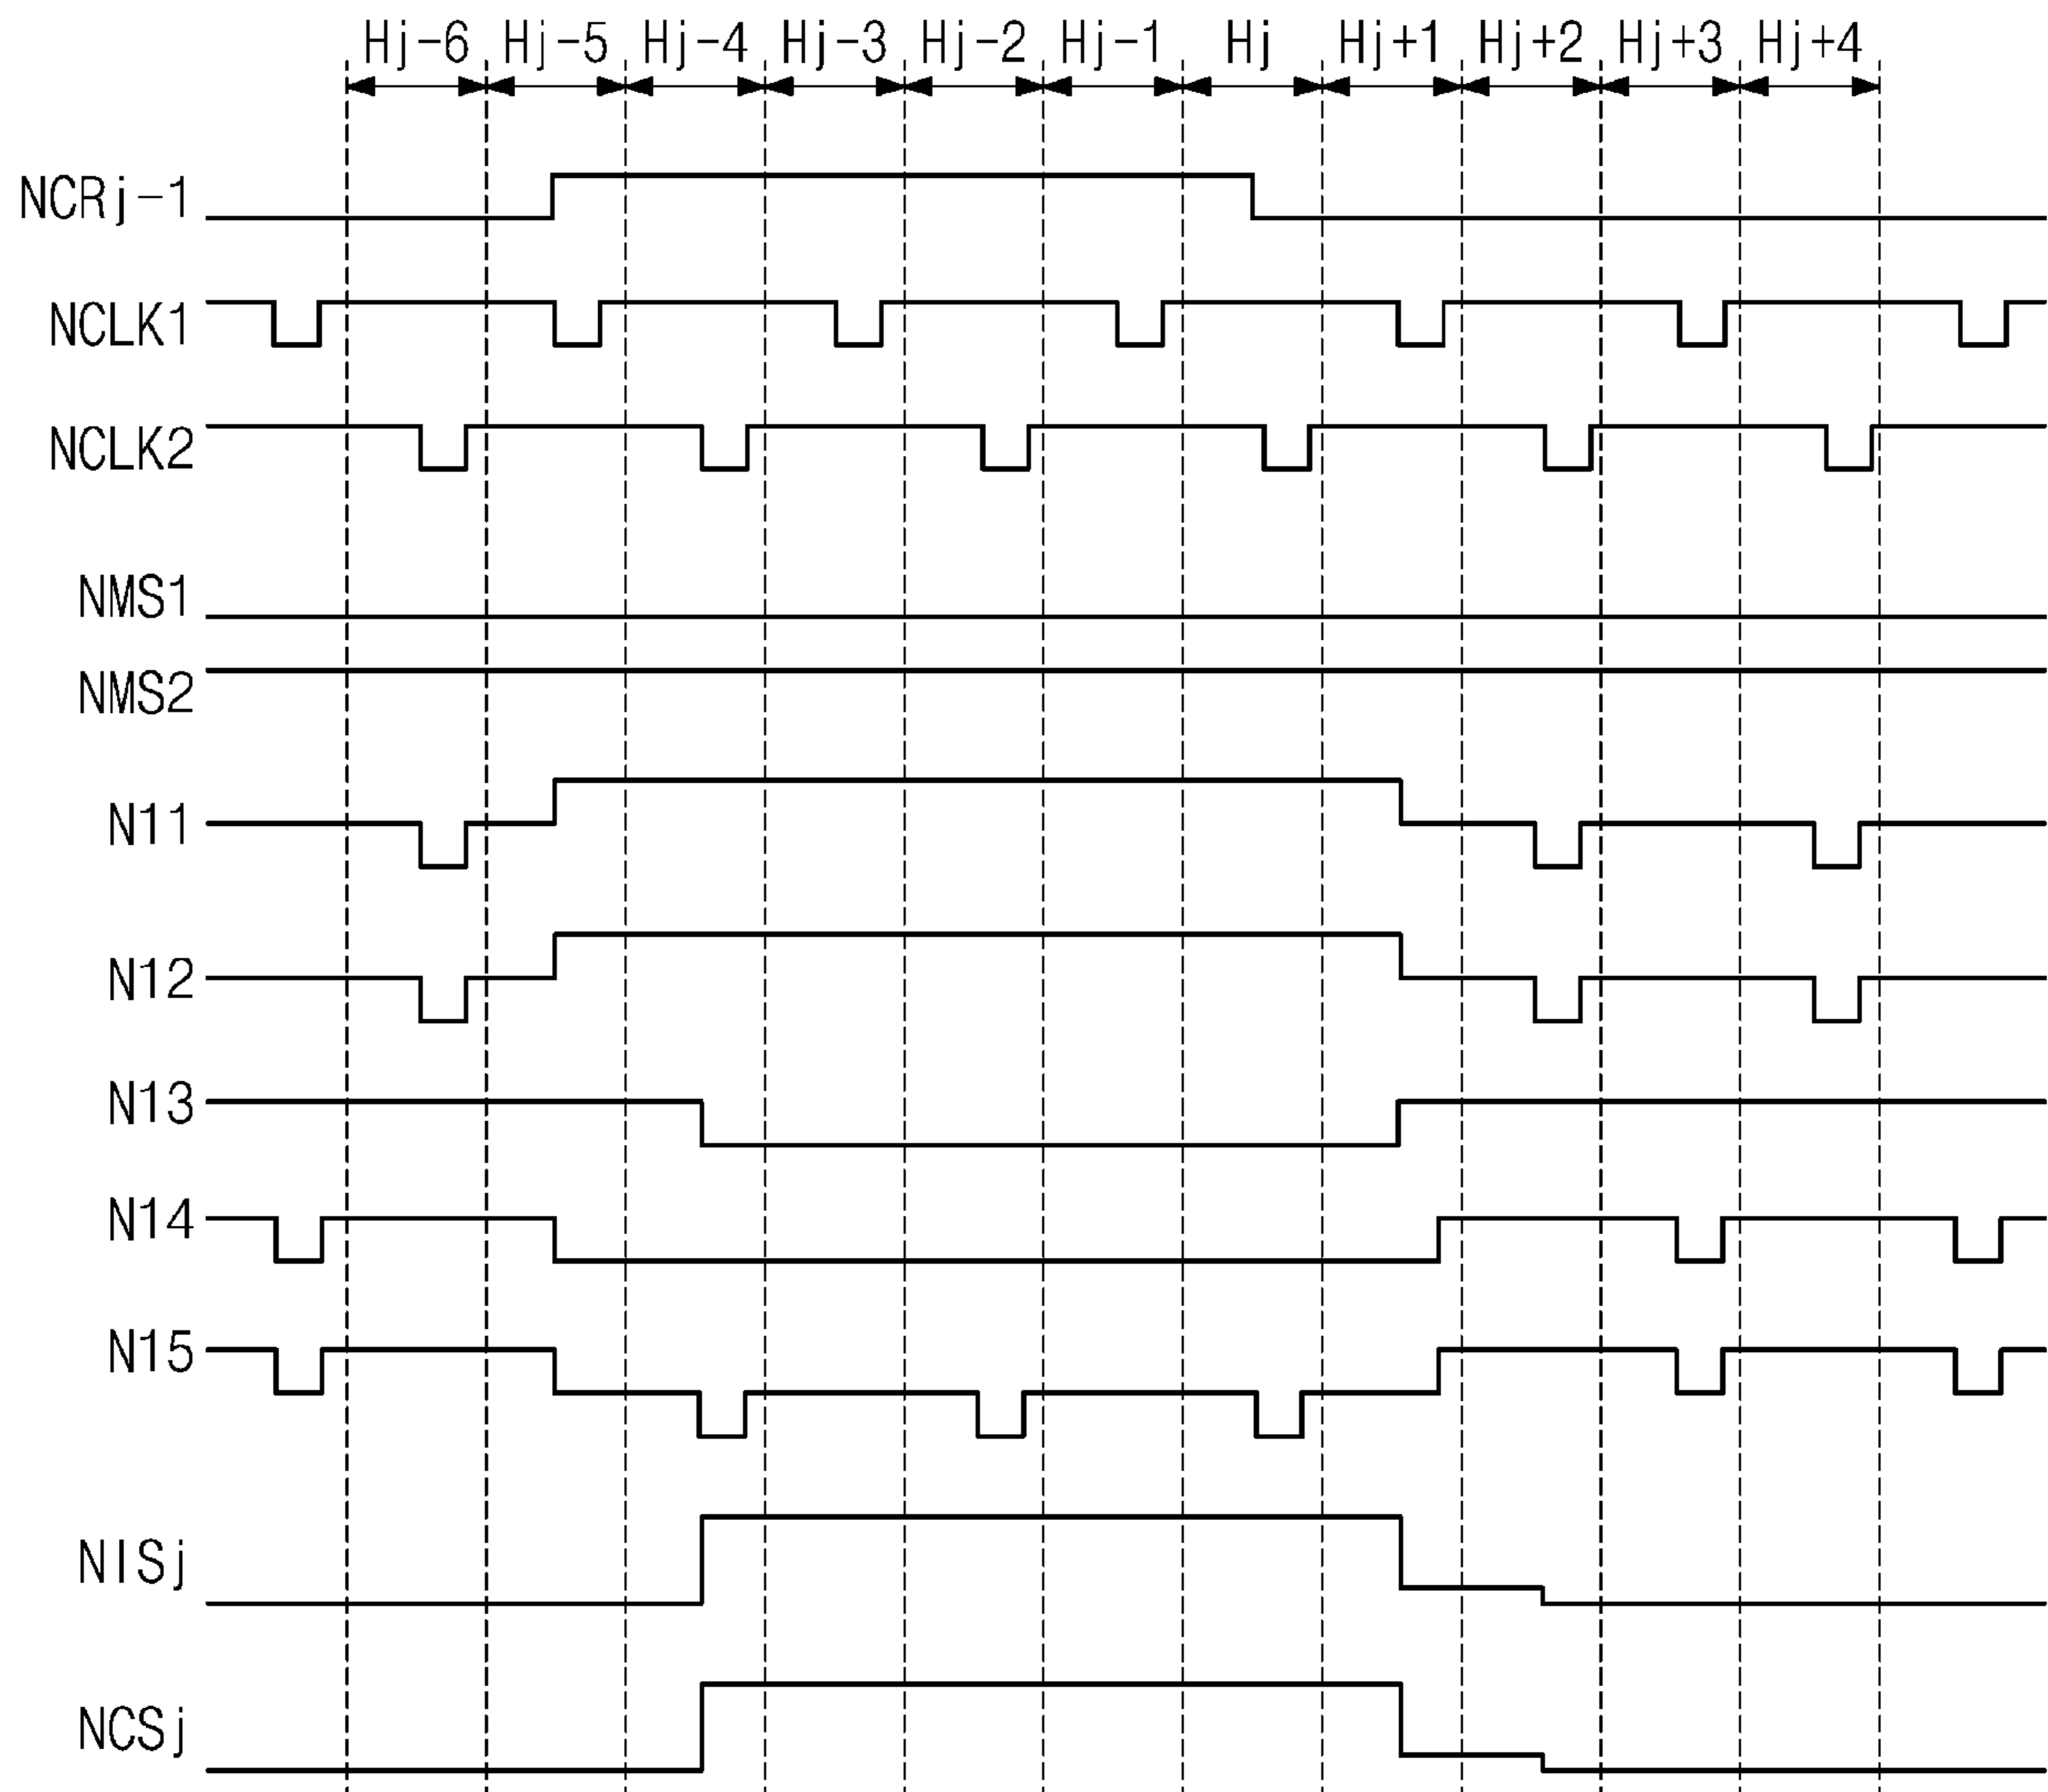 Hj-6 Hj-5 Hj-4 Hj-3 Hj-2 Hj-1 Hj Hj+1 Hj+2 Hj+3 Hj+4
NCRj-1
NCLK1
NCLK2
NMS1
NMS2
N11
N12
N13
N14
N15
NISj
NCSj